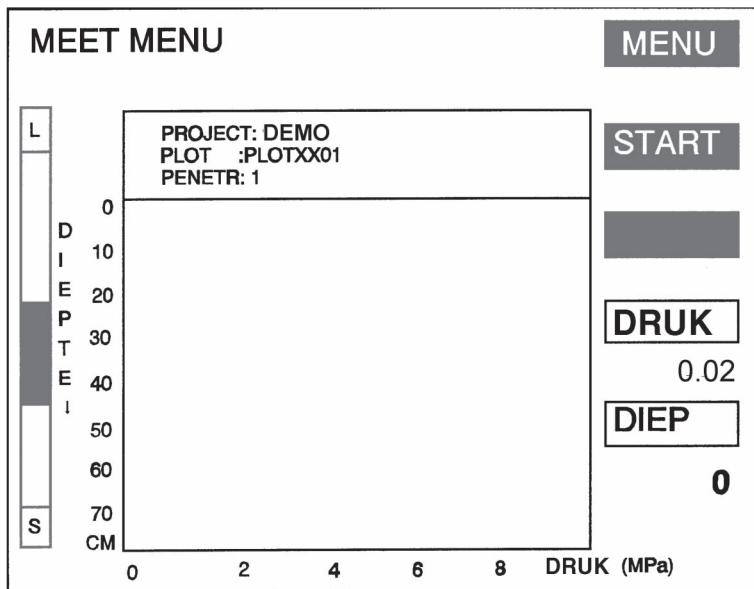 MEET MENU
MENU
L
PROJECT: DEMO
PLOT :PLOTXX01
PENETR: 1
START
DIEPTE↓
0
10
20
30
40
50
60
70
CM
S
DRUK
0.02
DIEP
0
0 2 4 6 8 DRUK (MPa)